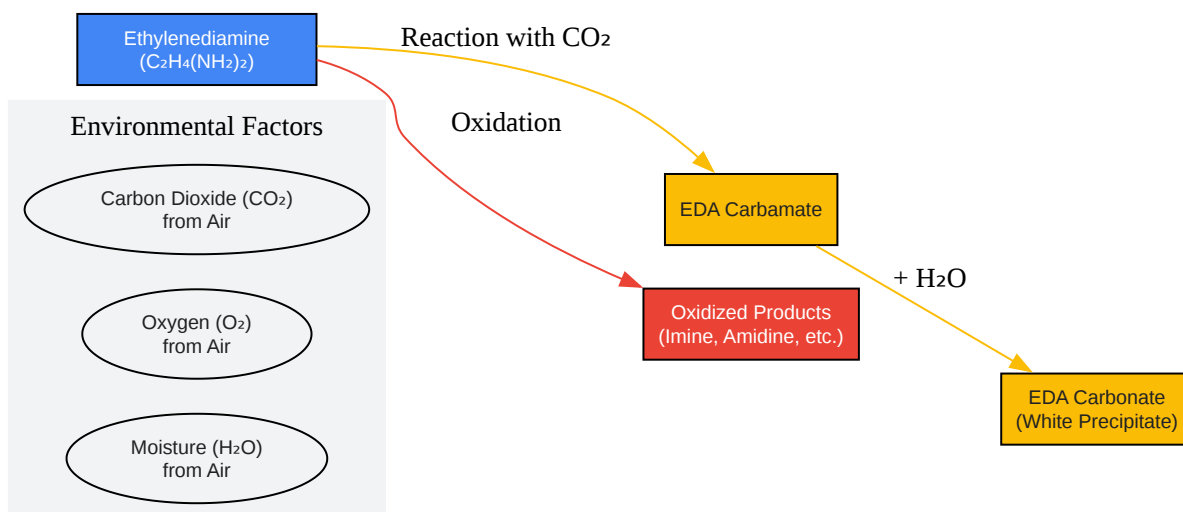 Ethylenediamine
(C₂H₄(NH₂)₂)
Reaction with CO₂
Oxidation
Environmental Factors
Carbon Dioxide (CO₂)
from Air
EDA Carbamate
+ H₂O
Oxygen (O₂)
from Air
Oxidized Products
(Imine, Amidine, etc.)
EDA Carbonate
(White Precipitate)
Moisture (H₂O)
from Air